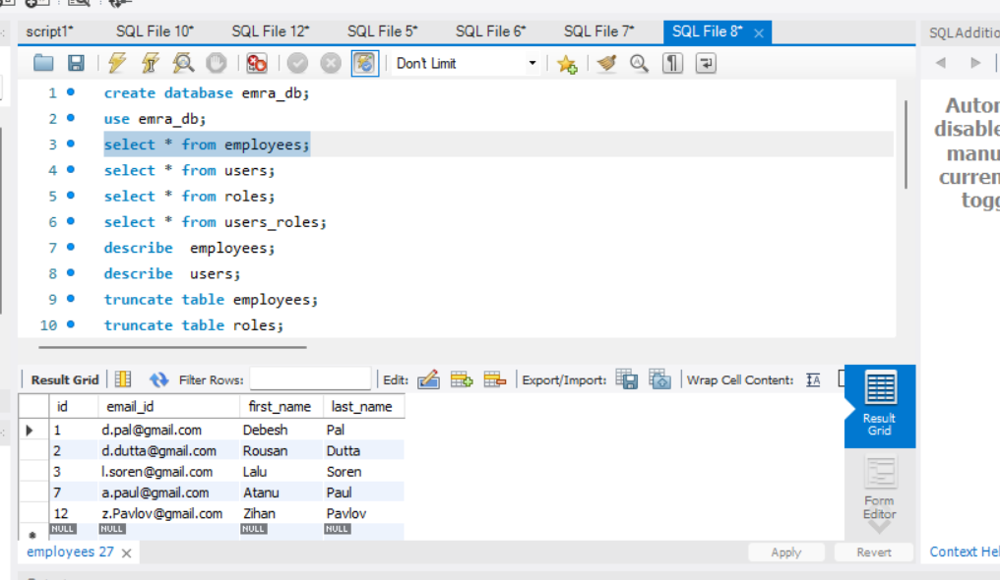 script1* SQL File 10* SQL File 12* SQL File 5* SQL File 6* SQL File 7* SQL File 8* ×
Don't Limit
1 create database emra_db;
2 use emra_db;
3 select * from employees;
4 select * from users;
5 select * from roles;
6 select * from users_roles;
7 describe  employees;
8 describe  users;
9 truncate table employees;
10 truncate table roles;
Result Grid Filter Rows: Edit: Export/Import: Wrap Cell Content: IA
id email_id first_name last_name
1 d.pal@gmail.com Debesh Pal
2 d.dutta@gmail.com Rousan Dutta
3 l.soren@gmail.com Lalu Soren
7 a.paul@gmail.com Atanu Paul
12 z.Pavlov@gmail.com Zihan Pavlov
NULL NULL NULL NULL
employees 27 × Apply Revert
Result
Grid
Form
Editor
SQLAdditio
Autor
disable
manu
curren
togg
Context Hel